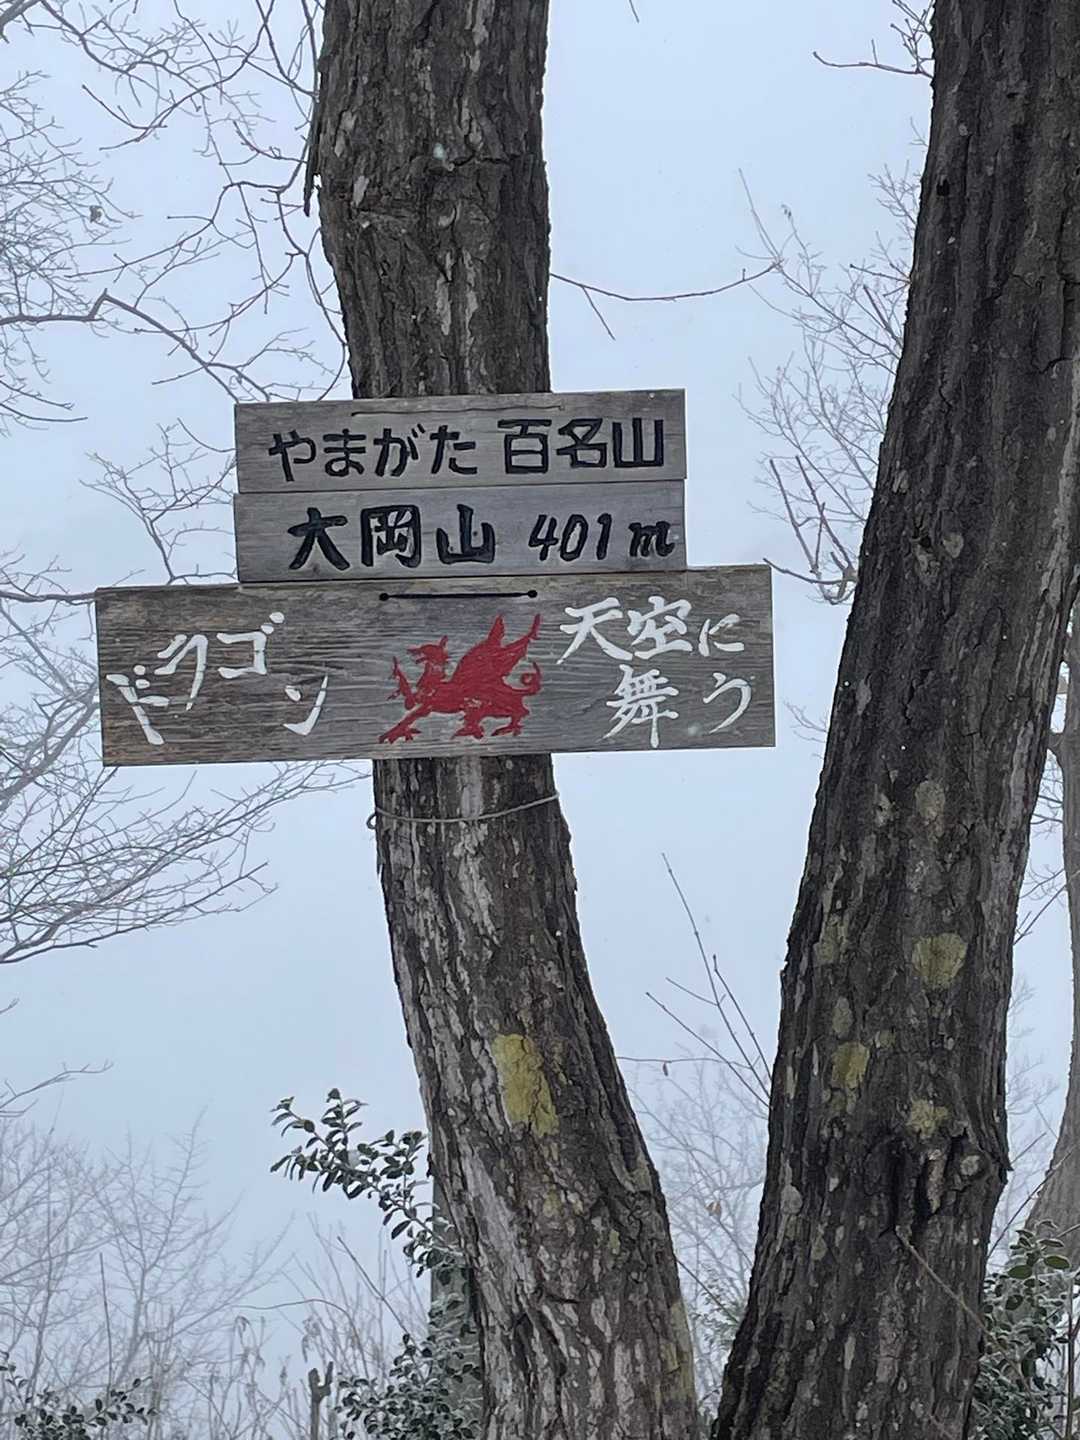 やまがた 百名山
大岡山 401m
ドラゴン
天空に
舞う